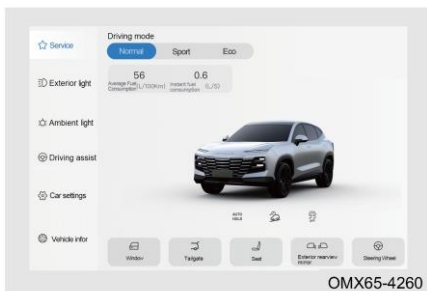 Driving mode
Service
Normal Sport Eco
56 0.6
Average Fuel Consumption (L/100Km) Instant fuel consumption (L/S)
Exterior light
Ambient light
Driving assist
Car settings
AUTO HOLD
Vehicle infor
Window Tailgate Seat Exterior rearview mirror Steering Wheel
OMX65-4260